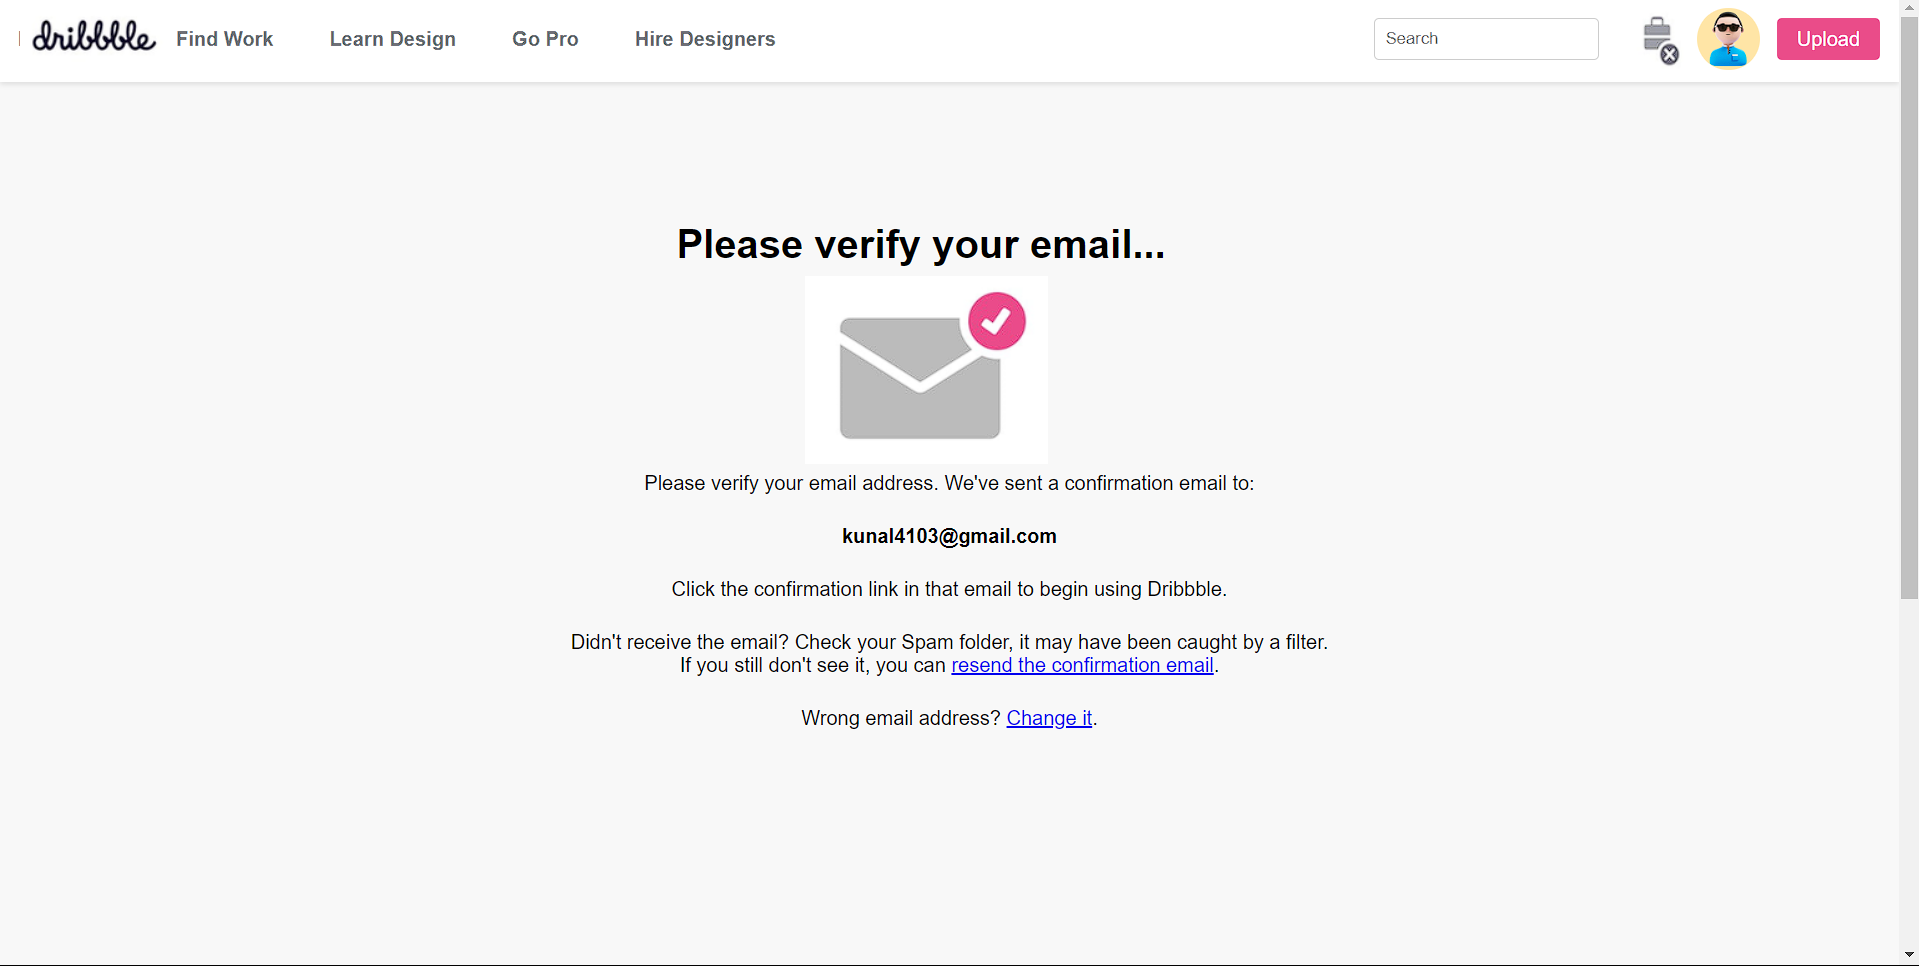 dribbble Find Work Learn Design Go Pro Hire Designers Search Upload
Please verify your email...
Please verify your email address. We've sent a confirmation email to:
kunal4103@gmail.com
Click the confirmation link in that email to begin using Dribbble.
Didn't receive the email? Check your Spam folder, it may have been caught by a filter.
If you still don't see it, you can resend the confirmation email.
Wrong email address? Change it.